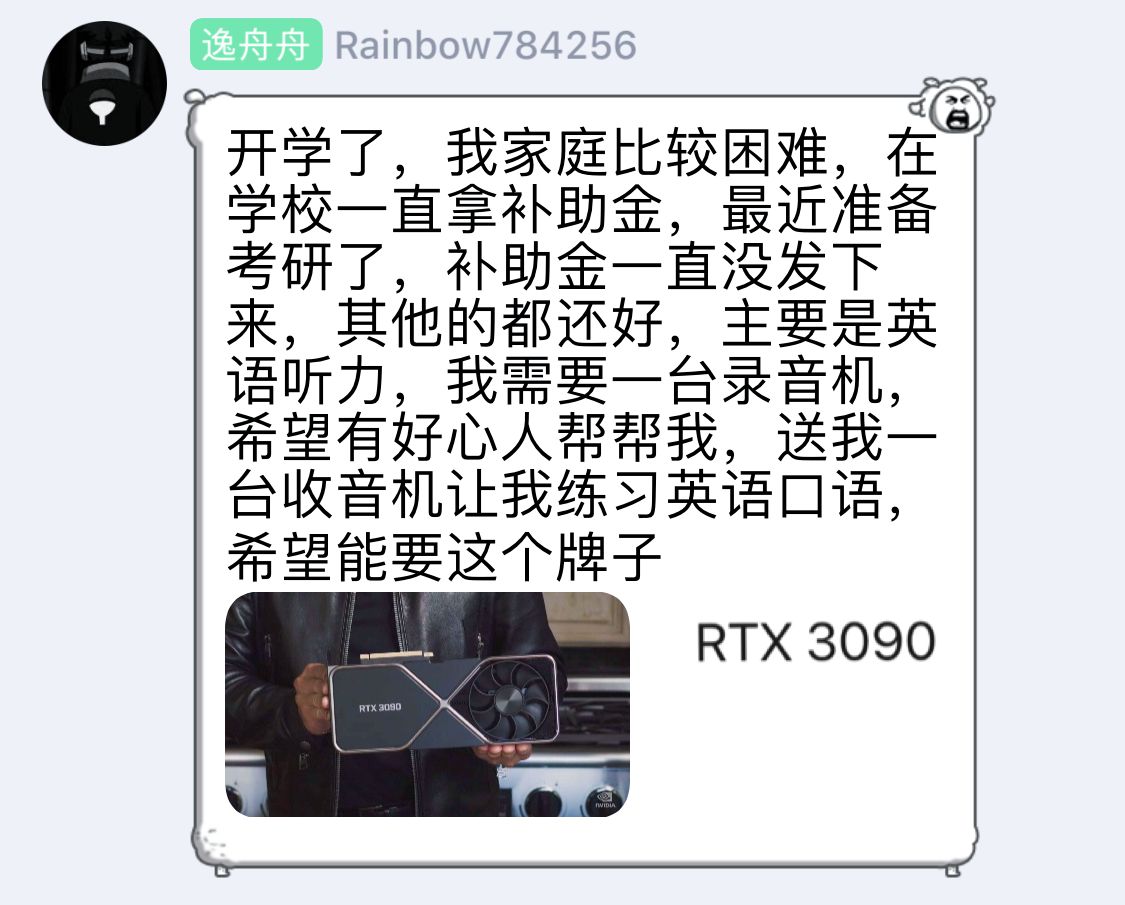 逸舟舟 Rainbow784256
开学了，我家庭比较困难，在
学校一直拿补助金，最近准备
考研了，补助金一直没发下
来，其他的都还好，主要是英
语听力，我需要一台录音机，
希望有好心人帮帮我，送我一
台收音机让我练习英语口语，
希望能要这个牌子
RTX 3090
RTX 3090
NVIDIA